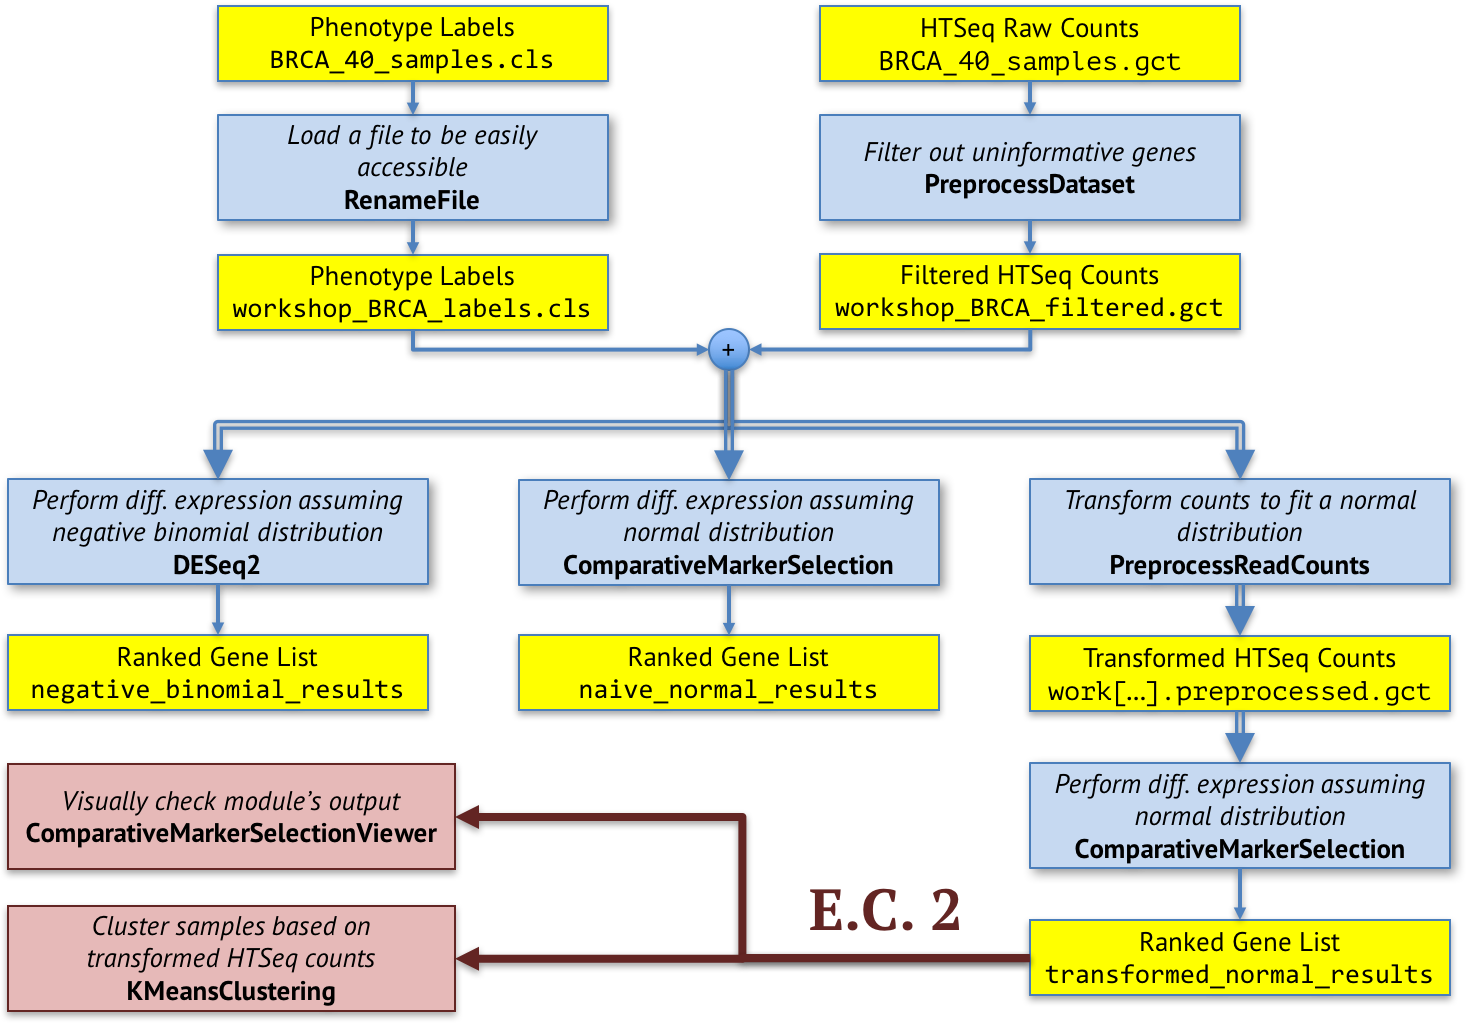 Phenotype Labels
BRCA_40_samples.cls
HTSeq Raw Counts
BRCA_40_samples.gct
Load a file to be easily
accessible
RenameFile
Filter out uninformative genes
PreprocessDataset
Phenotype Labels
workshop_BRCA_labels.cls
Filtered HTSeq Counts
workshop_BRCA_filtered.gct
+
Perform diff. expression assuming
negative binomial distribution
DESeq2
Perform diff. expression assuming
normal distribution
ComparativeMarkerSelection
Transform counts to fit a normal
distribution
PreprocessReadCounts
Ranked Gene List
negative_binomial_results
Ranked Gene List
naive_normal_results
Transformed HTSeq Counts
work[…].preprocessed.gct
Visually check module’s output
ComparativeMarkerSelectionViewer
Perform diff. expression assuming
normal distribution
ComparativeMarkerSelection
E.C. 2
Cluster samples based on
transformed HTSeq counts
KMeansClustering
Ranked Gene List
transformed_normal_results